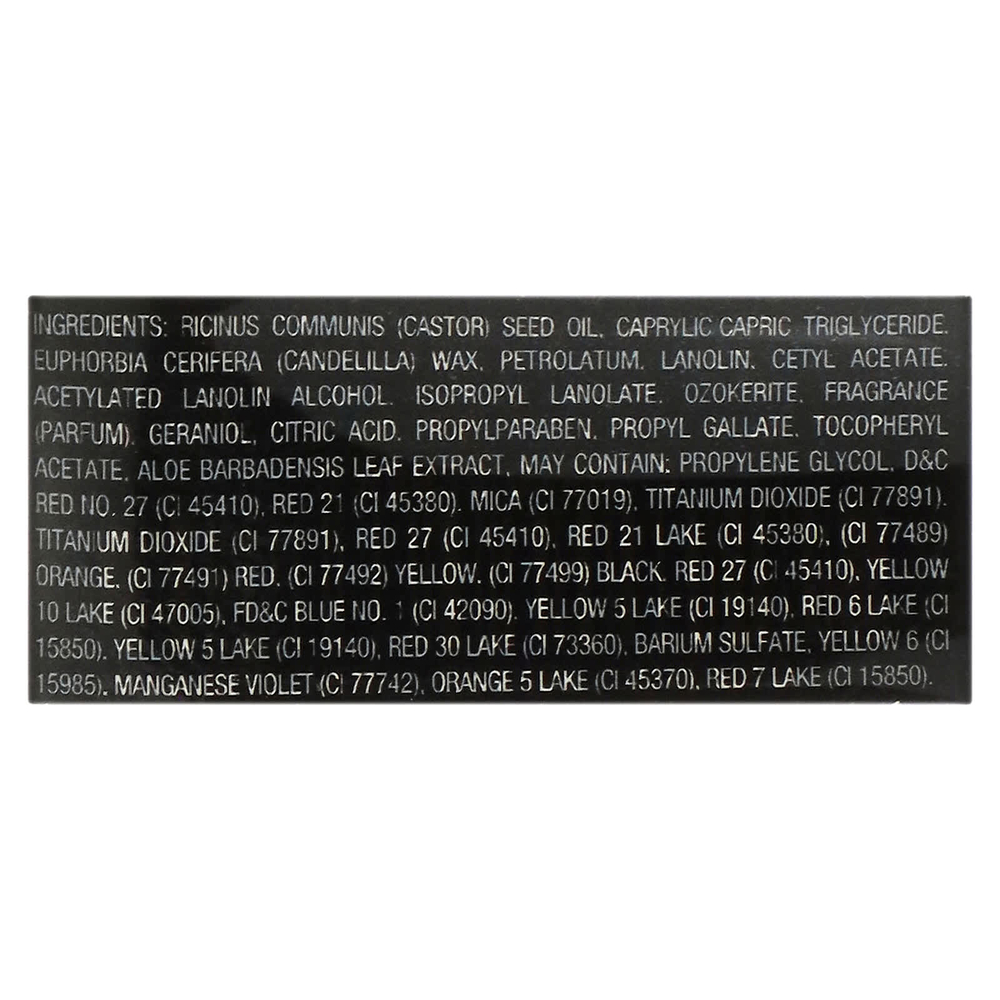 INGREDIENTS: RICINUS COMMUNIS (CASTOR) SEED OIL, CAPRYLIC CAPRIC TRIGLYCERIDE,
EUPHORBIA CERIFERA (CANDELILLA) WAX, PETROLATUM, LANOLIN, CETYL ACETATE,
ACETYLATED LANOLIN ALCOHOL, ISOPROPYL LANOLATE, OZOKERITE, FRAGRANCE
(PARFUM), GERANIOL, CITRIC ACID, PROPYLPARABEN, PROPYL GALLATE, TOCOPHERYL
ACETATE, ALOE BARBADENSIS LEAF EXTRACT, MAY CONTAIN: PROPYLENE GLYCOL, D&C
RED NO. 27 (CI 45410), RED 21 (CI 45380), MICA (CI 77019), TITANIUM DIOXIDE (CI 77891),
TITANIUM DIOXIDE (CI 77891), RED 27 (CI 45410), RED 21 LAKE (CI 45380), (CI 77489)
ORANGE, (CI 77491) RED, (CI 77492) YELLOW, (CI 77499) BLACK, RED 27 (CI 45410), YELLOW
10 LAKE (CI 47005), FD&C BLUE NO. 1 (CI 42090), YELLOW 5 LAKE (CI 19140), RED 6 LAKE (CI
15850), YELLOW 5 LAKE (CI 19140), RED 30 LAKE (CI 73360), BARIUM SULFATE, YELLOW 6 (CI
15985), MANGANESE VIOLET (CI 77742), ORANGE 5 LAKE (CI 45370), RED 7 LAKE (CI 15850).